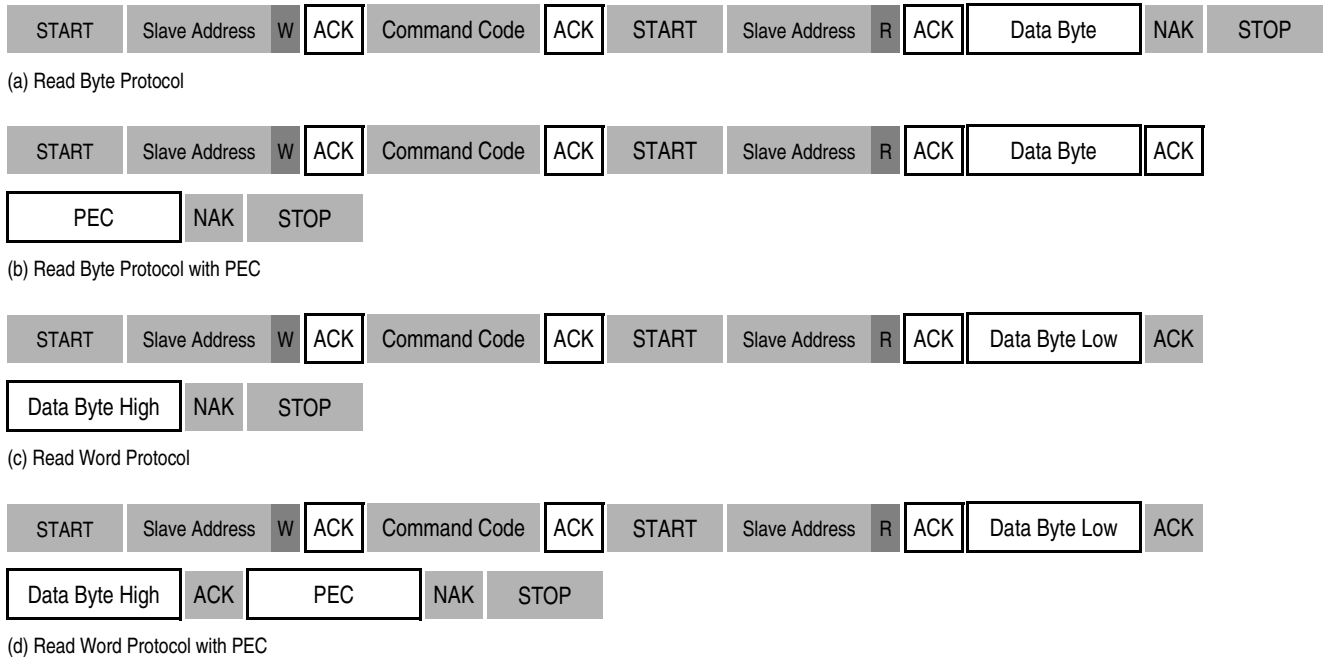 START Slave Address W ACK Command Code ACK START Slave Address R ACK Data Byte NAK STOP
(a) Read Byte Protocol
START Slave Address W ACK Command Code ACK START Slave Address R ACK Data Byte ACK
PEC NAK STOP
(b) Read Byte Protocol with PEC
START Slave Address W ACK Command Code ACK START Slave Address R ACK Data Byte Low ACK
Data Byte High NAK STOP
(c) Read Word Protocol
START Slave Address W ACK Command Code ACK START Slave Address R ACK Data Byte Low ACK
Data Byte High ACK PEC NAK STOP
(d) Read Word Protocol with PEC